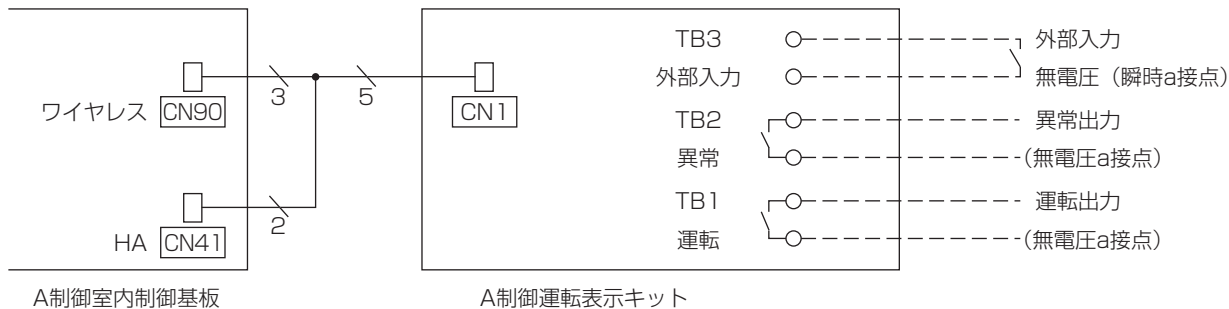 TB3
外部入力
外部入力
無電圧（瞬時a接点）
3
5
ワイヤレス CN90
CN1
TB2
異常出力
異常
(無電圧a接点)
TB1
運転出力
2
HA CN41
運転
(無電圧a接点)
A制御室内制御基板
A制御運転表示キット